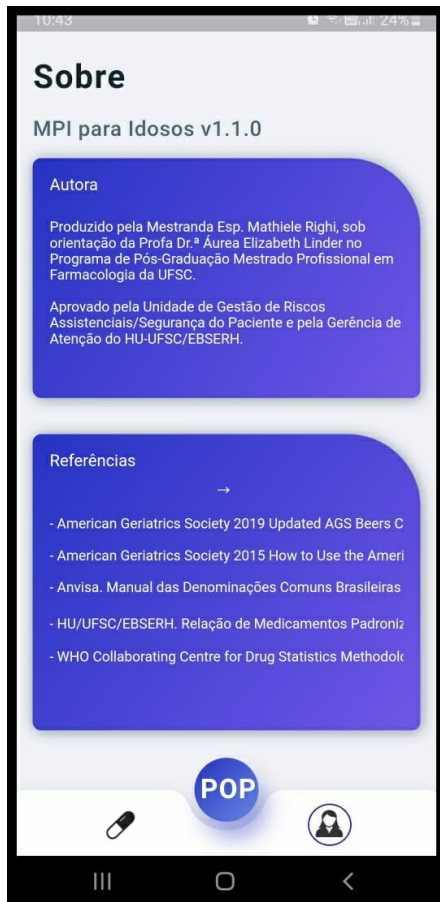 10:43
24%
Sobre
MPI para Idosos v1.1.0
Autora
Produzido pela Mestranda Esp. Mathiele Righi, sob
orientação da Profa Dr.ª Áurea Elizabeth Linder no
Programa de Pós-Graduação Mestrado Profissional em
Farmacologia da UFSC.
Aprovado pela Unidade de Gestão de Riscos
Assistenciais/Segurança do Paciente e pela Gerência de
Atenção do HU-UFSC/EBSERH.
Referências
→
- American Geriatrics Society 2019 Updated AGS Beers C
- American Geriatrics Society 2015 How to Use the Ameri
- Anvisa. Manual das Denominações Comuns Brasileiras
- HU/UFSC/EBSERH. Relação de Medicamentos Padroniz
- WHO Collaborating Centre for Drug Statistics Methodolo
POP